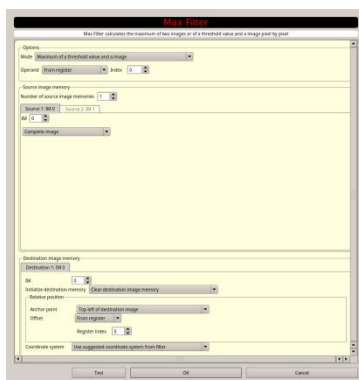 Max Filter
Max Filter calculates the maximum of two images or of a threshold value and a image pixel by pixel
Options
Mode Maximum of a threshold value and a image
Operand From register Index 0
Source image memory
Number of source image memories 1
Source 1: IM 0 Source 2: IM 1
IM 0
Complete image
Destination image memory
Destination 1: IM 0
IM 0
Initialize destination memory Clear destination image memory
Relative position
Anchor point Top left of destination image
Offset From register
Register index 0
Coordinate system Use suggested coordinate system from filter
Test OK Cancel